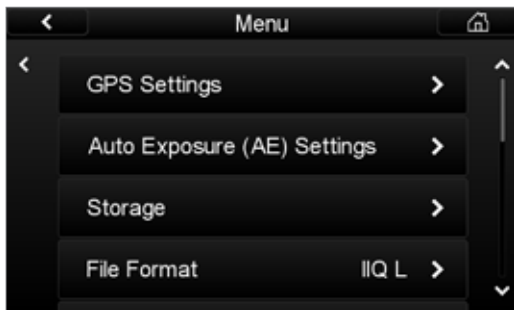 Menu
GPS Settings
Auto Exposure (AE) Settings
Storage
File Format IIQ L